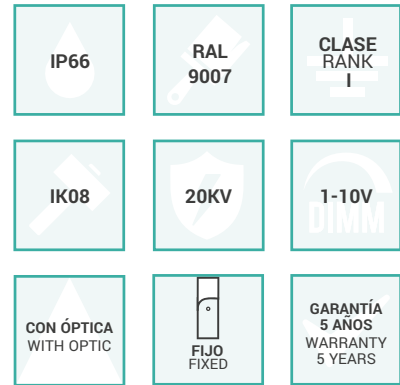 IP66
RAL
9007
CLASE
RANK
I
IK08
20KV
1-10V
DIMM
CON ÓPTICA
WITH OPTIC
FIJO
FIXED
GARANTÍA
5 AÑOS
WARRANTY
5 YEARS